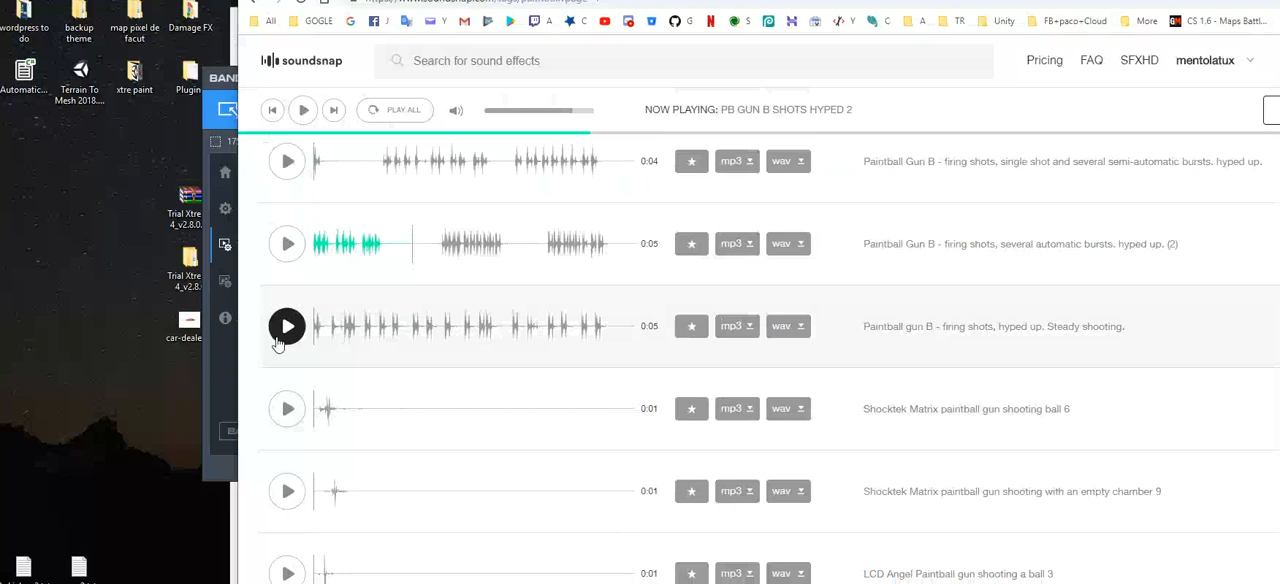 wordpress to do
backup theme
map pixel de facut
Damage FX
Automatic...
Terrain To Mesh 2018....
xtre paint
Plugin
BAND
17
Trial Xtre
4_v2.8.0.
Trial Xtre
4_v2.8.
car-deale
All
GOOGLE
J
Y
A
C
G
N
S
Y
C
A
TR
Unity
FB+paco+Cloud
More
CS 1.6 - Maps Battl...
soundsnap
Search for sound effects
Pricing
FAQ
SFXHD
mentolatux
PLAY ALL
NOW PLAYING: PB GUN B SHOTS HYPED 2
0:04
mp3
wav
Paintball Gun B - firing shots, single shot and several semi-automatic bursts. hyped up.
0:05
mp3
wav
Paintball Gun B - firing shots, several automatic bursts. hyped up. (2)
0:05
mp3
wav
Paintball gun B - firing shots, hyped up. Steady shooting.
0:01
mp3
wav
Shocktek Matrix paintball gun shooting ball 6
0:01
mp3
wav
Shocktek Matrix paintball gun shooting with an empty chamber 9
0:01
mp3
wav
LCD Angel Paintball gun shooting a ball 3